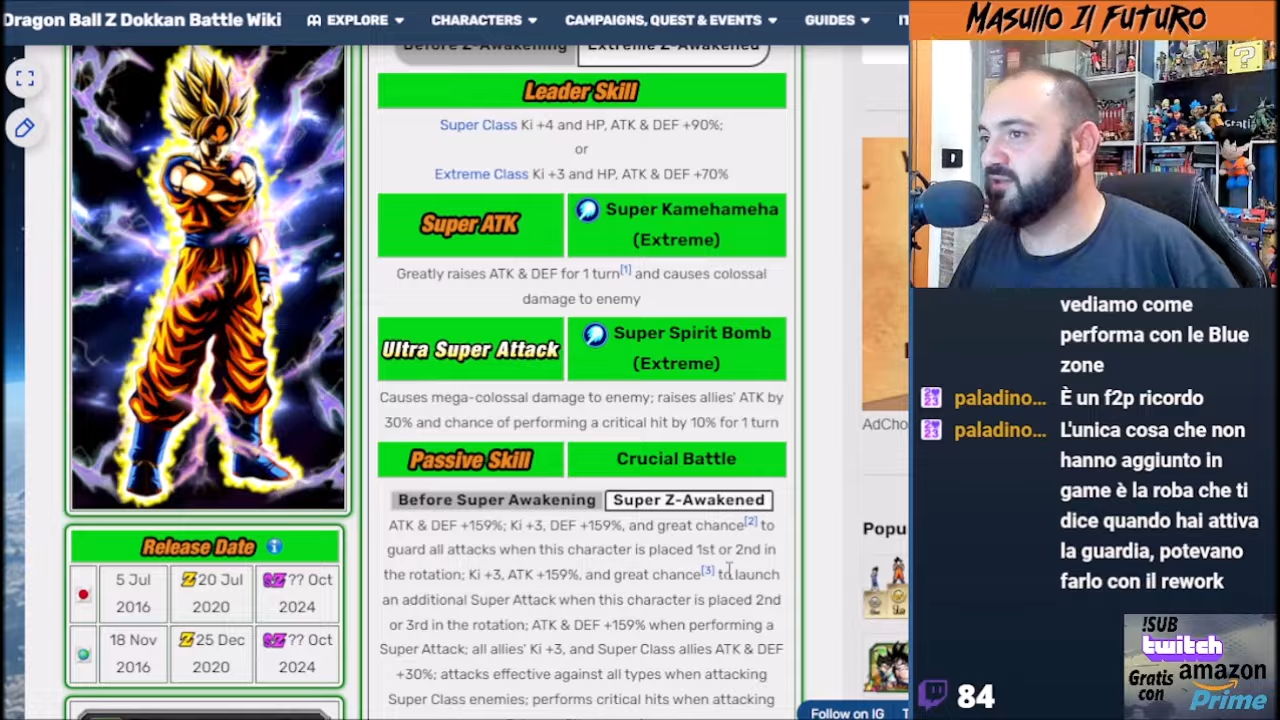 Dragon Ball Z Dokkan Battle Wiki
EXPLORE
CHARACTERS
CAMPAIGNS, QUEST & EVENTS
GUIDES
Before Z-Awakening
Extreme Z-Awakened
Leader Skill
Super Class Ki +4 and HP, ATK & DEF +90%;
or
Extreme Class Ki +3 and HP, ATK & DEF +70%
Super ATK
Super Kamehameha
(Extreme)
Greatly raises ATK & DEF for 1 turn[1] and causes colossal
damage to enemy
Ultra Super Attack
Super Spirit Bomb
(Extreme)
Causes mega-colossal damage to enemy; raises allies' ATK by
30% and chance of performing a critical hit by 10% for 1 turn
Passive Skill
Crucial Battle
Before Super Awakening
Super Z-Awakened
ATK & DEF +159%; Ki +3, DEF +159%, and great chance[2] to
guard all attacks when this character is placed 1st or 2nd in
the rotation; Ki +3, ATK +159%, and great chance[3] to launch
an additional Super Attack when this character is placed 2nd
or 3rd in the rotation; ATK & DEF +159% when performing a
Super Attack; all allies' Ki +3, and Super Class allies ATK & DEF
+30%; attacks effective against all types when attacking
Super Class enemies; performs critical hits when attacking
Release Date
5 Jul
2016
Z 20 Jul
2020
SZ ?? Oct
2024
18 Nov
2016
Z 25 Dec
2020
SZ ?? Oct
2024
AdCho
Popu
Follow on IG
T
Masullo Il Futuro
vediamo come
performa con le Blue
zone
paladino... È un f2p ricordo
paladino... L'unica cosa che non
hanno aggiunto in
game è la roba che ti
dice quando hai attiva
la guardia, potevano
farlo con il rework
84
!SUB
twitch
Gratis
con
amazon
Prime